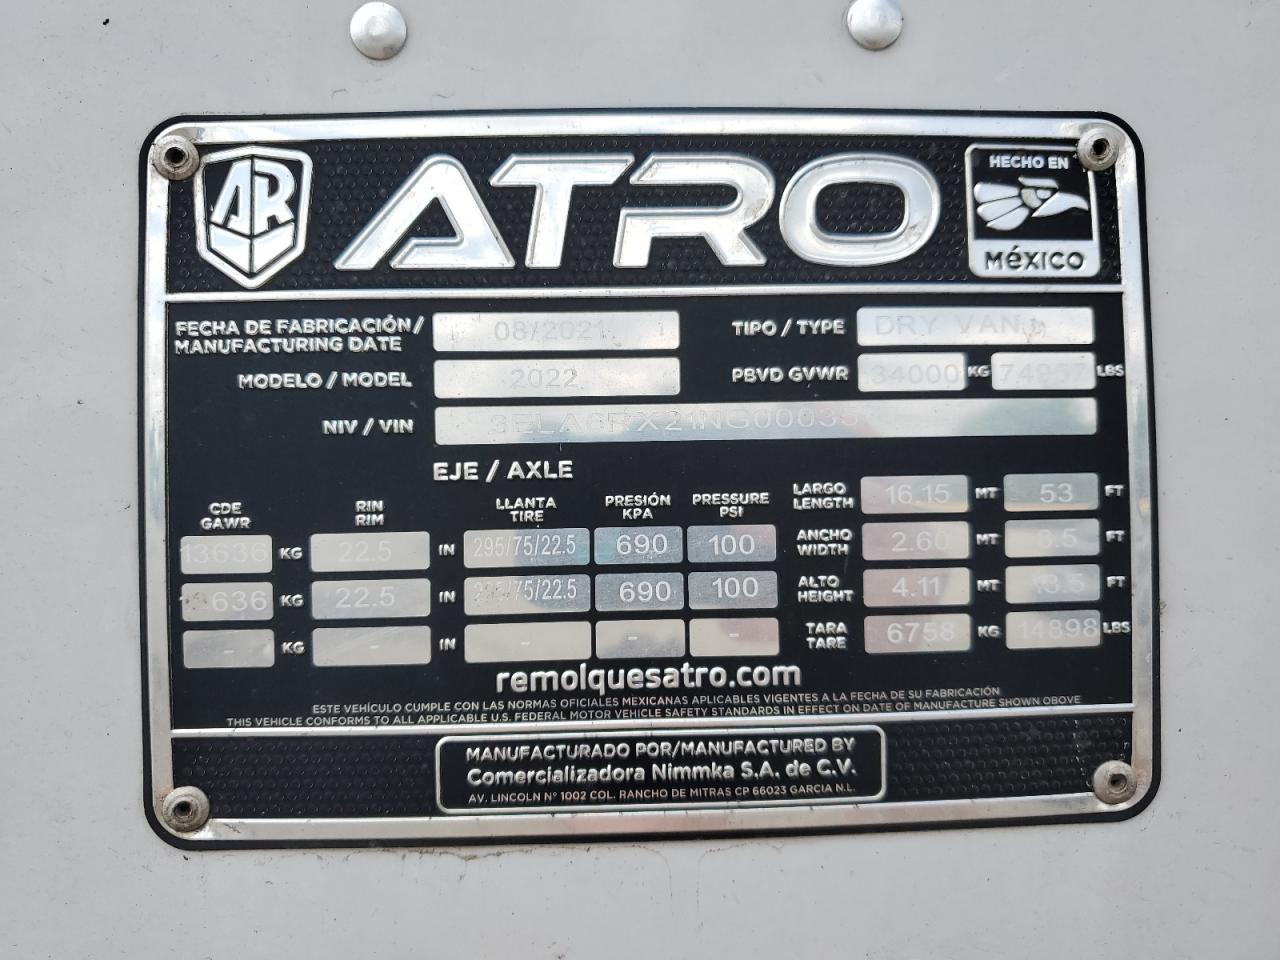 AR
ATRO
HECHO EN
MéXICO
FECHA DE FABRICACIÓN/
MANUFACTURING DATE
08/2021
TIPO / TYPE
DRY VAN
MODELO / MODEL
2022
PBVD GVWR
34000 KG 74957 LBS
NIV / VIN
EJE / AXLE
CDE
GAWR
RIN
RIM
LLANTA
TIRE
PRESIÓN
KPA
PRESSURE
PSI
LARGO
LENGTH
16.15 MT 53 FT
13636 KG 22.5 IN 295/75/22.5 690 100
ANCHO
WIDTH
2.60 MT 8.5 FT
KG 22.5 IN 690 100
ALTO
HEIGHT
4.11 MT 13.5 FT
- KG - IN - - -
TARA
TARE
6758 KG 14898 LBS
remolquesatro.com
ESTE VEHÍCULO CUMPLE CON LAS NORMAS OFICIALES MEXICANAS APLICABLES VIGENTES A LA FECHA DE SU FABRICACIÓN
THIS VEHICLE CONFORMS TO ALL APPLICABLE U.S. FEDERAL MOTOR VEHICLE SAFETY STANDARDS IN EFFECT ON DATE OF MANUFACTURE SHOWN OBOVE
MANUFACTURADO POR/MANUFACTURED BY
Comercializadora Nimmka S.A. de C.V.
AV. LINCOLN N° 1002 COL. RANCHO DE MITRAS CP 66023 GARCIA N.L.